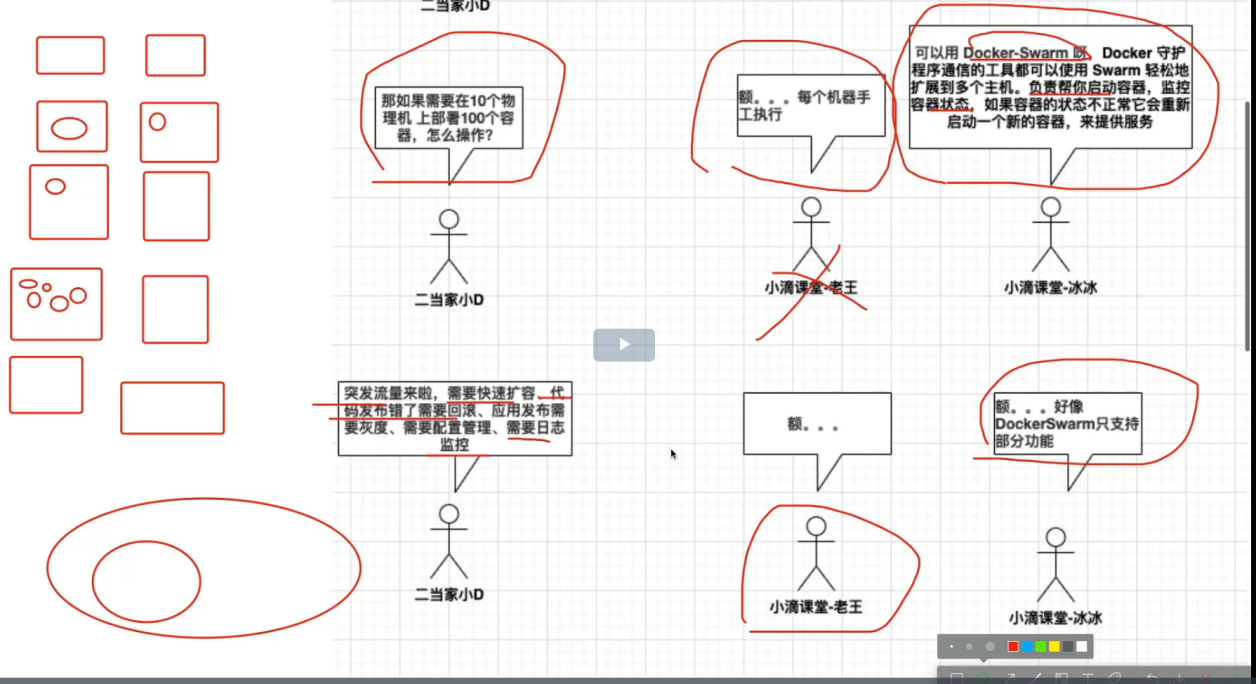 二当家小D
那如果需要在10个物
理机 上部署100个容
器，怎么操作？
额。。。每个机器手
工执行
可以用 Docker-Swarm 呀，Docker 守护
程序通信的工具都可以使用 Swarm 轻松地
扩展到多个主机。负责帮你启动容器，监控
容器状态，如果容器的状态不正常它会重新
启动一个新的容器，来提供服务
二当家小D
小滴课堂-老王
小滴课堂-冰冰
突发流量来啦，需要快速扩容、代
码发布错了需要回滚、应用发布需
要灰度、需要配置管理、需要日志
监控
额。。。
额。。。好像
DockerSwarm只支持
部分功能
二当家小D
小滴课堂-老王
小滴课堂-冰冰